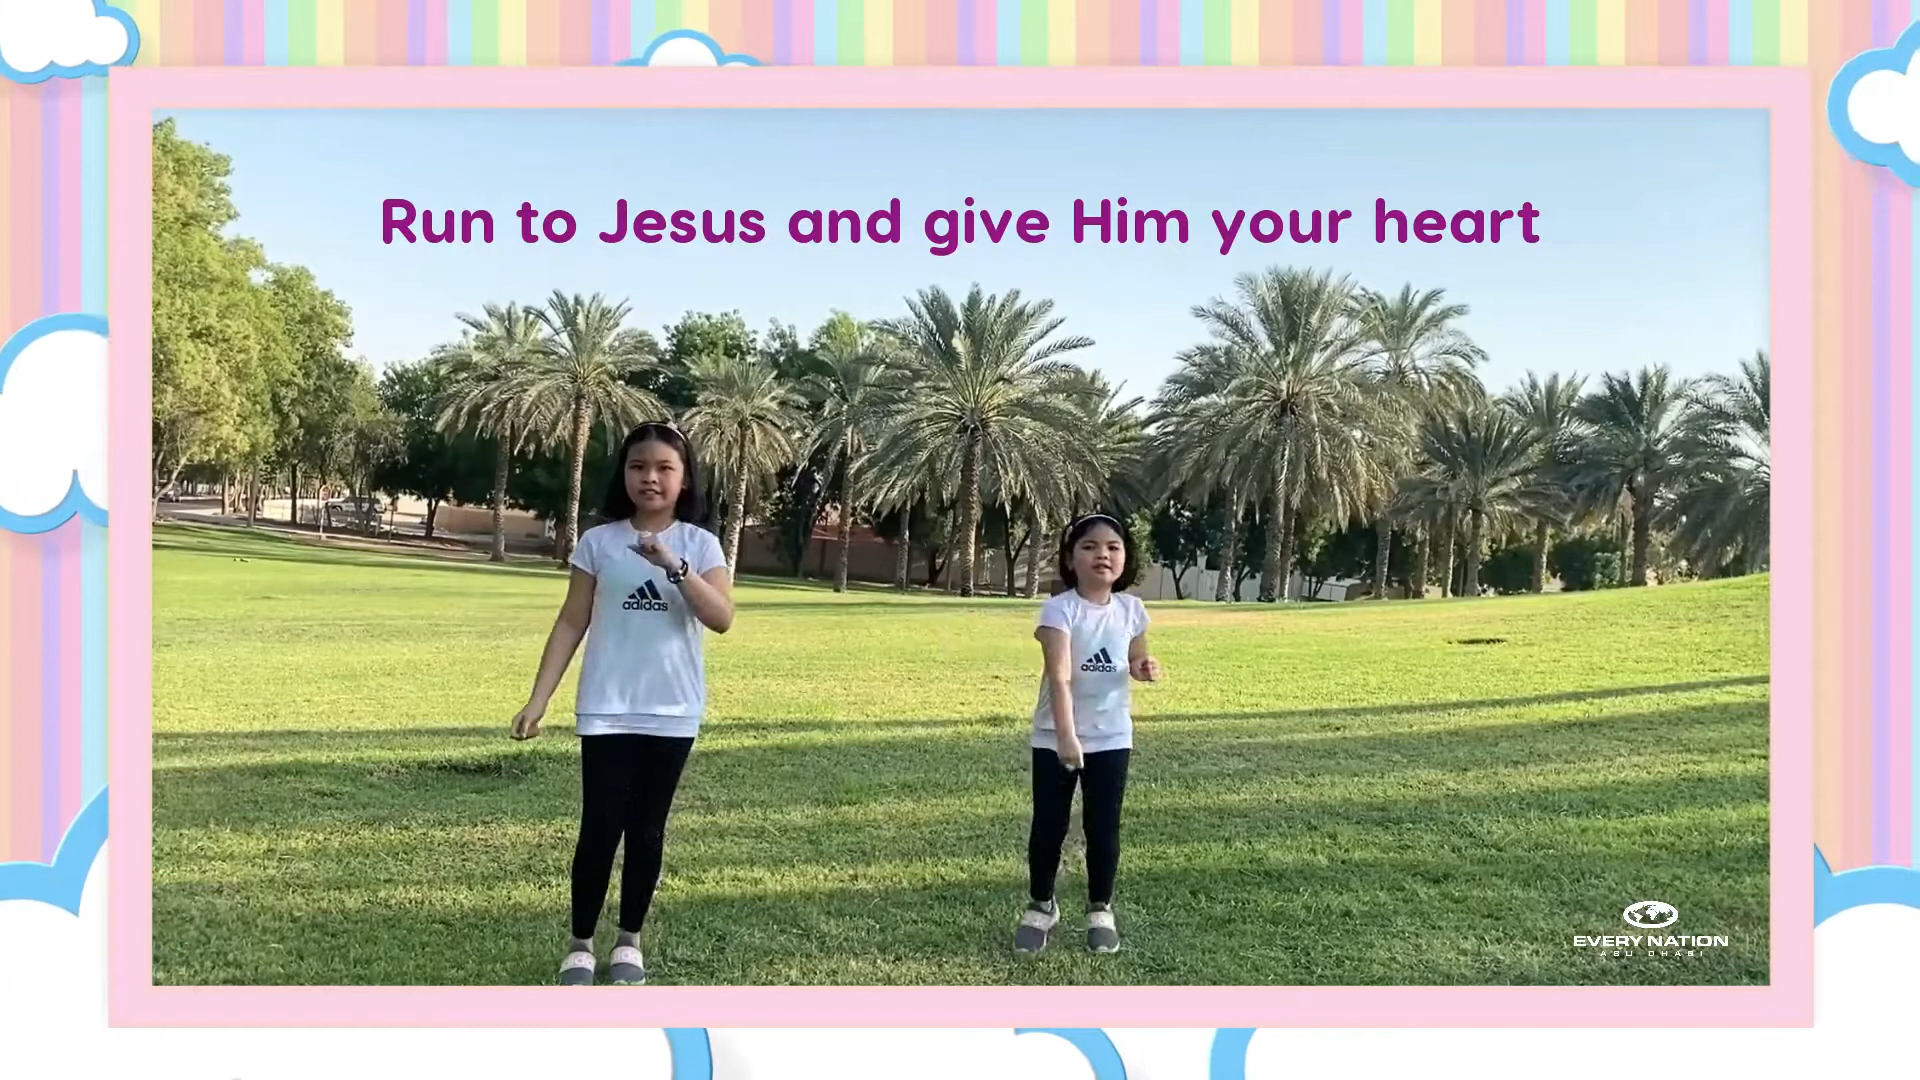 Run to Jesus and give Him your heart
adidas
adidas
EVERY NATION
ABU DHABI